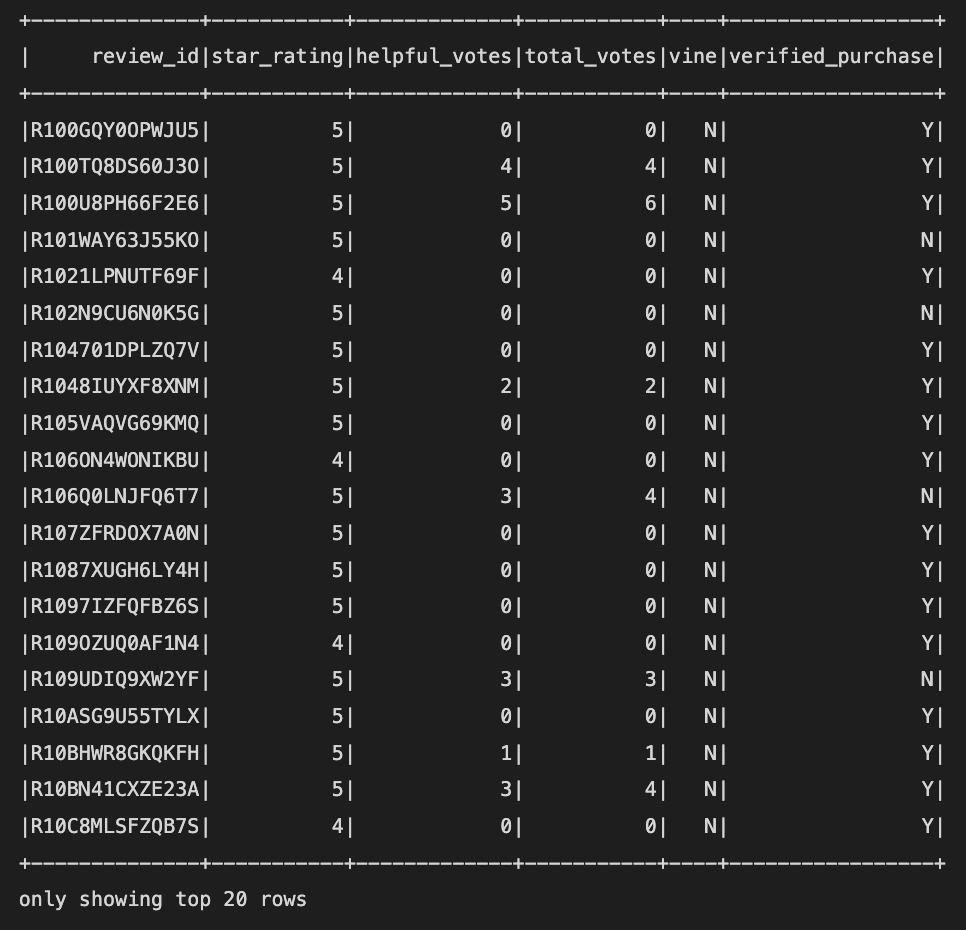 +--------------+-----------+-------------+-----------+----+-----------------+
|     review_id|star_rating|helpful_votes|total_votes|vine|verified_purchase|
+--------------+-----------+-------------+-----------+----+-----------------+
|R100GQY0OPWJU5|          5|            0|          0|   N|                Y|
|R100TQ8DS60J3O|          5|            4|          4|   N|                Y|
|R100U8PH66F2E6|          5|            5|          6|   N|                Y|
|R101WAY63J55KO|          5|            0|          0|   N|                N|
|R1021LPNUTF69F|          4|            0|          0|   N|                Y|
|R102N9CU6N0K5G|          5|            0|          0|   N|                N|
|R104701DPLZQ7V|          5|            0|          0|   N|                Y|
|R1048IUYXF8XNM|          5|            2|          2|   N|                Y|
|R105VAQVG69KMQ|          5|            0|          0|   N|                Y|
|R106ON4WONIKBU|          4|            0|          0|   N|                Y|
|R106Q0LNJFQ6T7|          5|            3|          4|   N|                N|
|R107ZFRDOX7A0N|          5|            0|          0|   N|                Y|
|R1087XUGH6LY4H|          5|            0|          0|   N|                Y|
|R1097IZFQFBZ6S|          5|            0|          0|   N|                Y|
|R109OZUQ0AF1N4|          4|            0|          0|   N|                Y|
|R109UDIQ9XW2YF|          5|            3|          3|   N|                N|
|R10ASG9U55TYLX|          5|            0|          0|   N|                Y|
|R10BHWR8GKQKFH|          5|            1|          1|   N|                Y|
|R10BN41CXZE23A|          5|            3|          4|   N|                Y|
|R10C8MLSFZQB7S|          4|            0|          0|   N|                Y|
+--------------+-----------+-------------+-----------+----+-----------------+
only showing top 20 rows